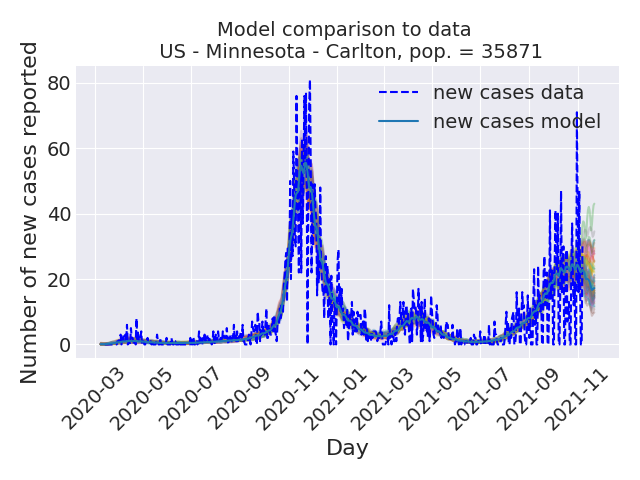 Model comparison to data
US - Minnesota - Carlton, pop. = 35871
Number of new cases reported
80
60
40
20
0
new cases data
new cases model
2020-03
2020-05
2020-07
2020-09
2020-11
2021-01
2021-03
2021-05
2021-07
2021-09
2021-11
Day